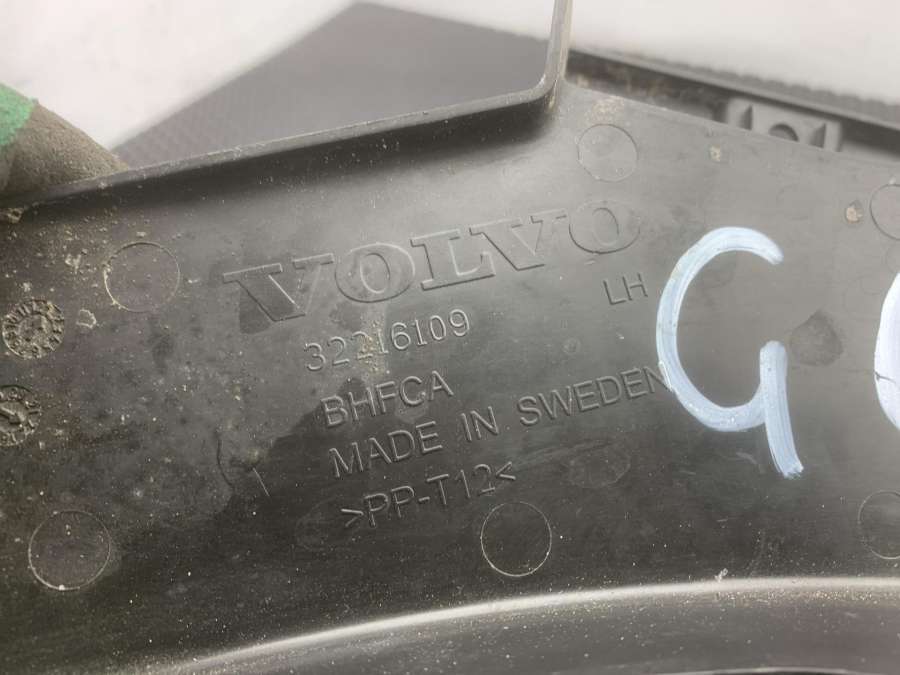 VOLVO
LH
32216109
BHFCA
MADE IN SWEDEN
>PP-T12<
G